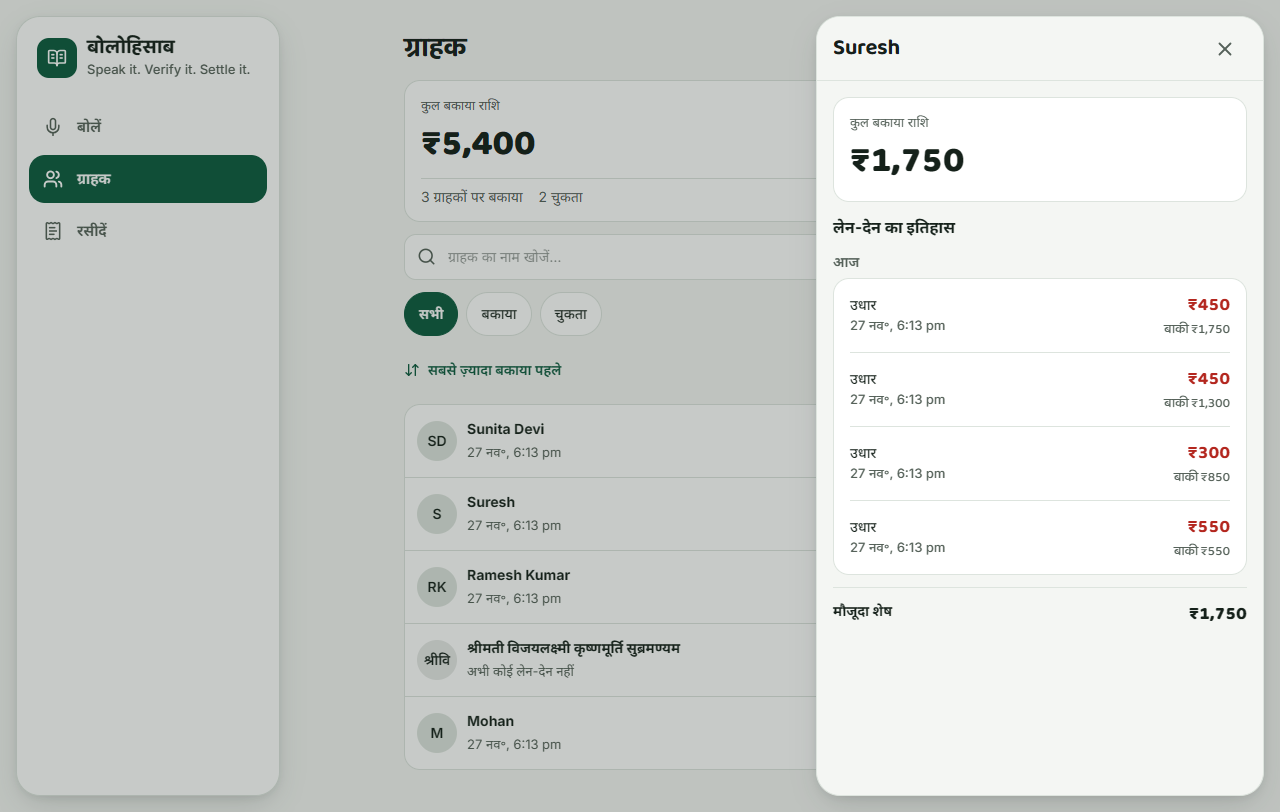 बोलोहिसाब
Speak it. Verify it. Settle it.
बोलें
ग्राहक
रसीदें
ग्राहक
कुल बकाया राशि
₹5,400
3 ग्राहकों पर बकाया 2 चुकता
ग्राहक का नाम खोजें...
सभी बकाया चुकता
सबसे ज़्यादा बकाया पहले
SD Sunita Devi
27 नव॰, 6:13 pm
S Suresh
27 नव॰, 6:13 pm
RK Ramesh Kumar
27 नव॰, 6:13 pm
श्रीवि श्रीमती विजयलक्ष्मी कृष्णमूर्ति सुब्रमण्यम
अभी कोई लेन-देन नहीं
M Mohan
27 नव॰, 6:13 pm
Suresh
कुल बकाया राशि
₹1,750
लेन-देन का इतिहास
आज
उधार ₹450
27 नव॰, 6:13 pm बाकी ₹1,750
उधार ₹450
27 नव॰, 6:13 pm बाकी ₹1,300
उधार ₹300
27 नव॰, 6:13 pm बाकी ₹850
उधार ₹550
27 नव॰, 6:13 pm बाकी ₹550
मौजूदा शेष ₹1,750